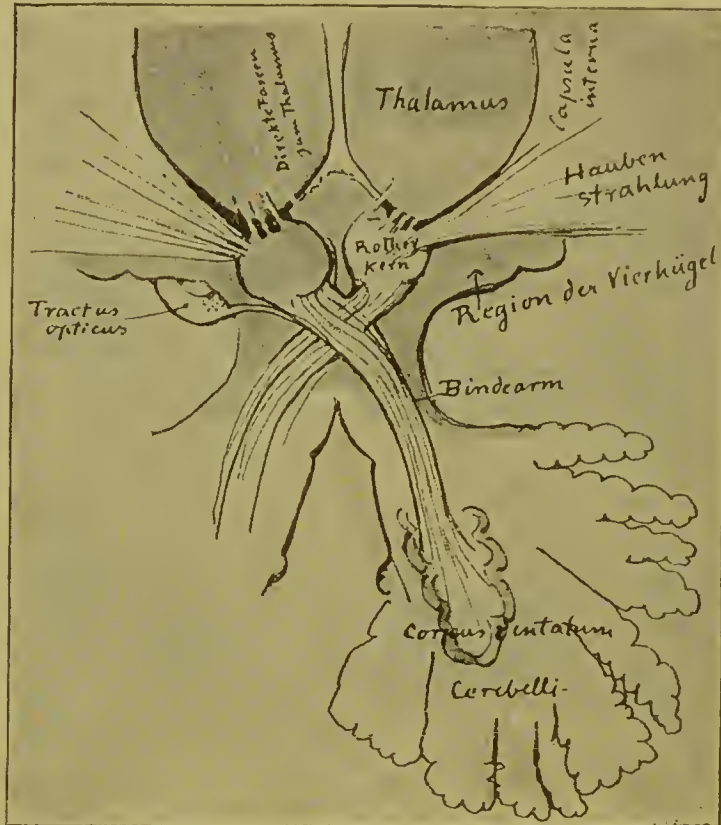 Direkte Fasern
zum Thalamus
Thalamus
Capsula
interna
Hauben
strahlung
Rother
Kern
Region der Vierhügel
Tractus
opticus
Bindearm
Corpus dentatum
Cerebelli-